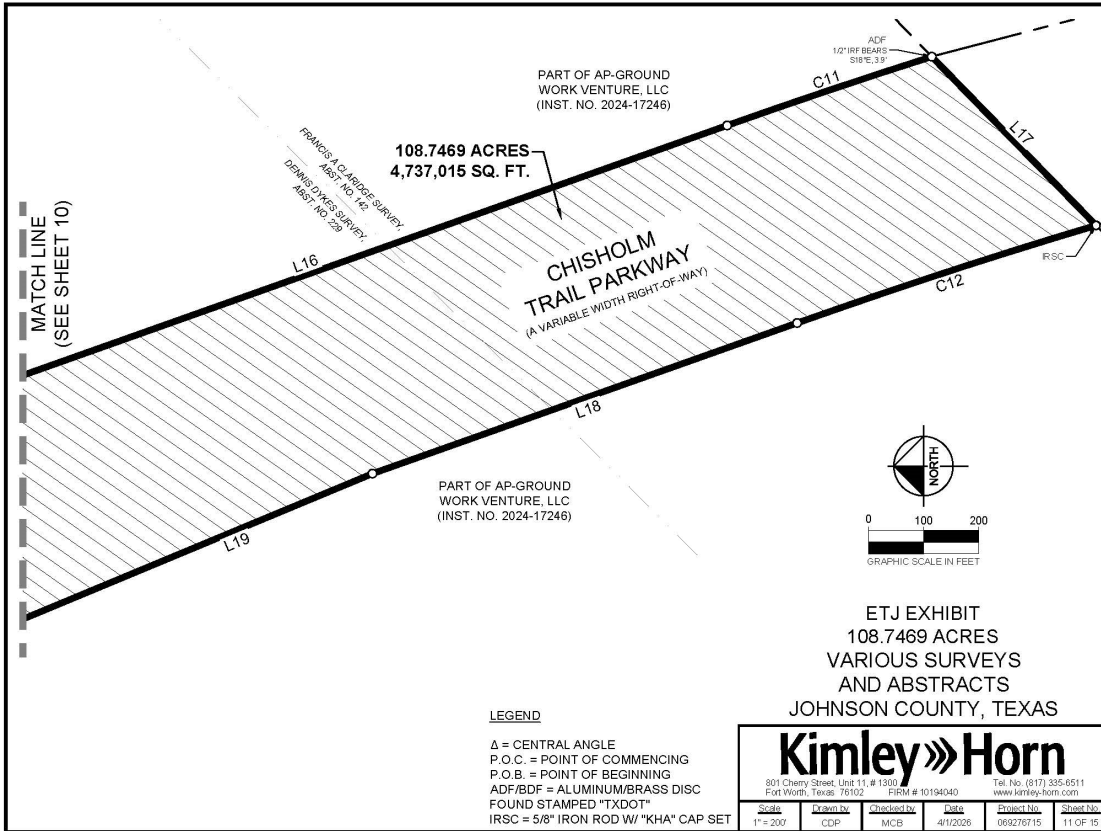 ADF
1/2" IRF BEARS
S18°E, 3.9'
PART OF AP-GROUND
WORK VENTURE, LLC
(INST. NO. 2024-17246)
C11
L17
FRANCIS A CLARIDGE SURVEY,
ABST. NO. 142
DENNIS DYKES SURVEY,
ABST. NO. 229
108.7469 ACRES
4,737,015 SQ. FT.
MATCH LINE
(SEE SHEET 10)
L16
CHISHOLM
TRAIL PARKWAY
(A VARIABLE WIDTH RIGHT-OF-WAY)
IRSC
C12
L18
PART OF AP-GROUND
WORK VENTURE, LLC
(INST. NO. 2024-17246)
L19
NORTH
0 100 200
GRAPHIC SCALE IN FEET
ETJ EXHIBIT
108.7469 ACRES
VARIOUS SURVEYS
AND ABSTRACTS
JOHNSON COUNTY, TEXAS
LEGEND
Δ = CENTRAL ANGLE
P.O.C. = POINT OF COMMENCING
P.O.B. = POINT OF BEGINNING
ADF/BDF = ALUMINUM/BRASS DISC
FOUND STAMPED "TXDOT"
IRSC = 5/8" IRON ROD W/ "KHA" CAP SET
Kimley»Horn
801 Cherry Street, Unit 11, # 1300 Tel. No. (817) 335-6511
Fort Worth, Texas 76102 FIRM # 10194040 www.kimley-horn.com
Scale Drawn by Checked by Date Project No. Sheet No.
1" = 200' CDP MCB 4/1/2026 069276715 11 OF 15